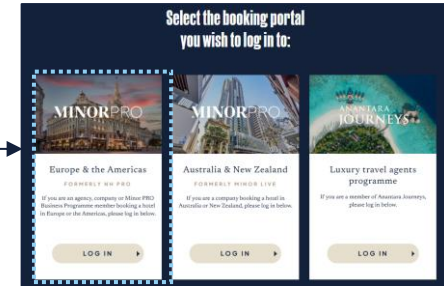 Select the booking portal
you wish to log in to:
MINORPRO
Europe & the Americas
FORMERLY NH PRO
If you are an agency, company or Minor PRO
Business Programme member booking a hotel
in Europe or the Americas, please log in below.
LOG IN
MINORPRO
Australia & New Zealand
FORMERLY MINOR LIVE
If you are a company booking a hotel in
Australia or New Zealand, please log in below.
LOG IN
ANANTARA
JOURNEYS
Luxury travel agents
programme
If you are a member of Anantara Journeys,
please log in below.
LOG IN